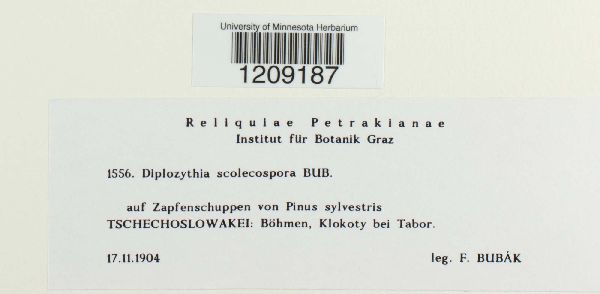 University of Minnesota Herbarium
1209187
Reliquiae Petrakianae
Institut für Botanik Graz
1556. Diplozythia scolecospora BUB.
auf Zapfenschuppen von Pinus sylvestris
TSCHECHOSLOWAKEI: Böhmen, Klokoty bei Tabor.
17.11.1904 leg. F. BUBÁK